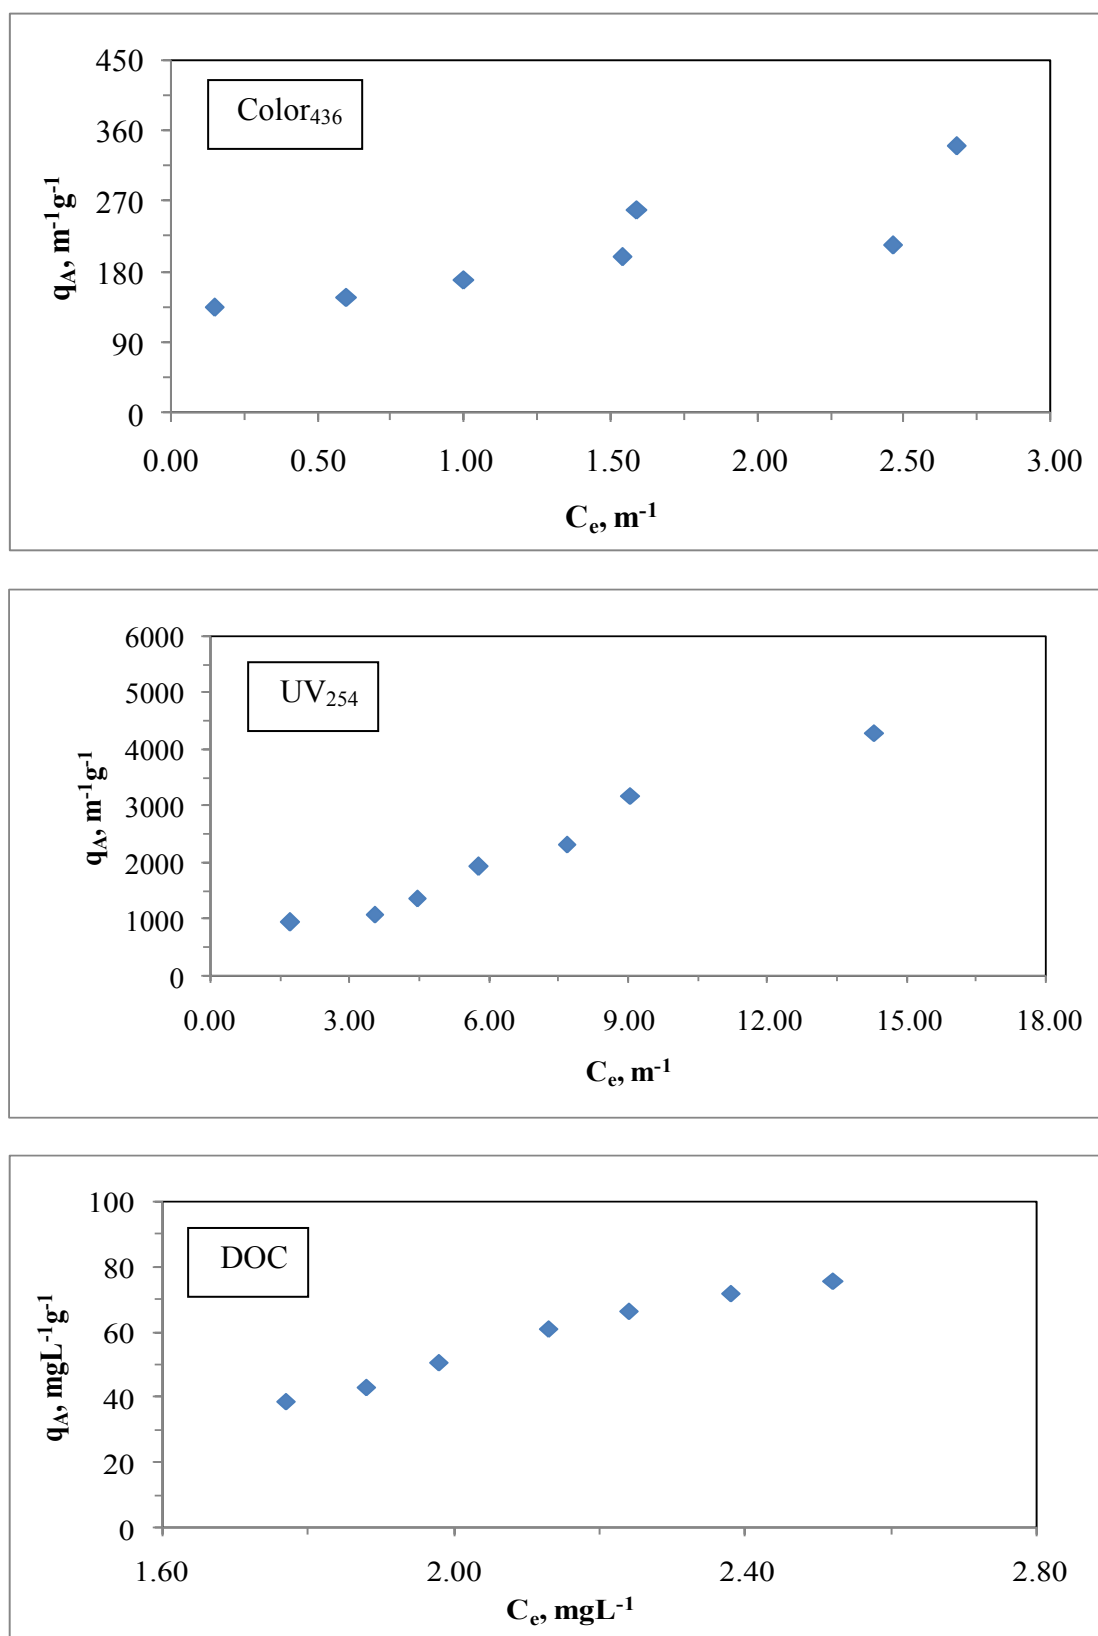 Color₄₃₆
450
360
270
180
90
0
qA, m⁻¹g⁻¹
0.00 0.50 1.00 1.50 2.00 2.50 3.00
Cₑ, m⁻¹
UV₂₅₄
6000
5000
4000
3000
2000
1000
0
qA, m⁻¹g⁻¹
0.00 3.00 6.00 9.00 12.00 15.00 18.00
Cₑ, m⁻¹
DOC
100
80
60
40
20
0
qA, mgL⁻¹g⁻¹
1.60 2.00 2.40 2.80
Cₑ, mgL⁻¹